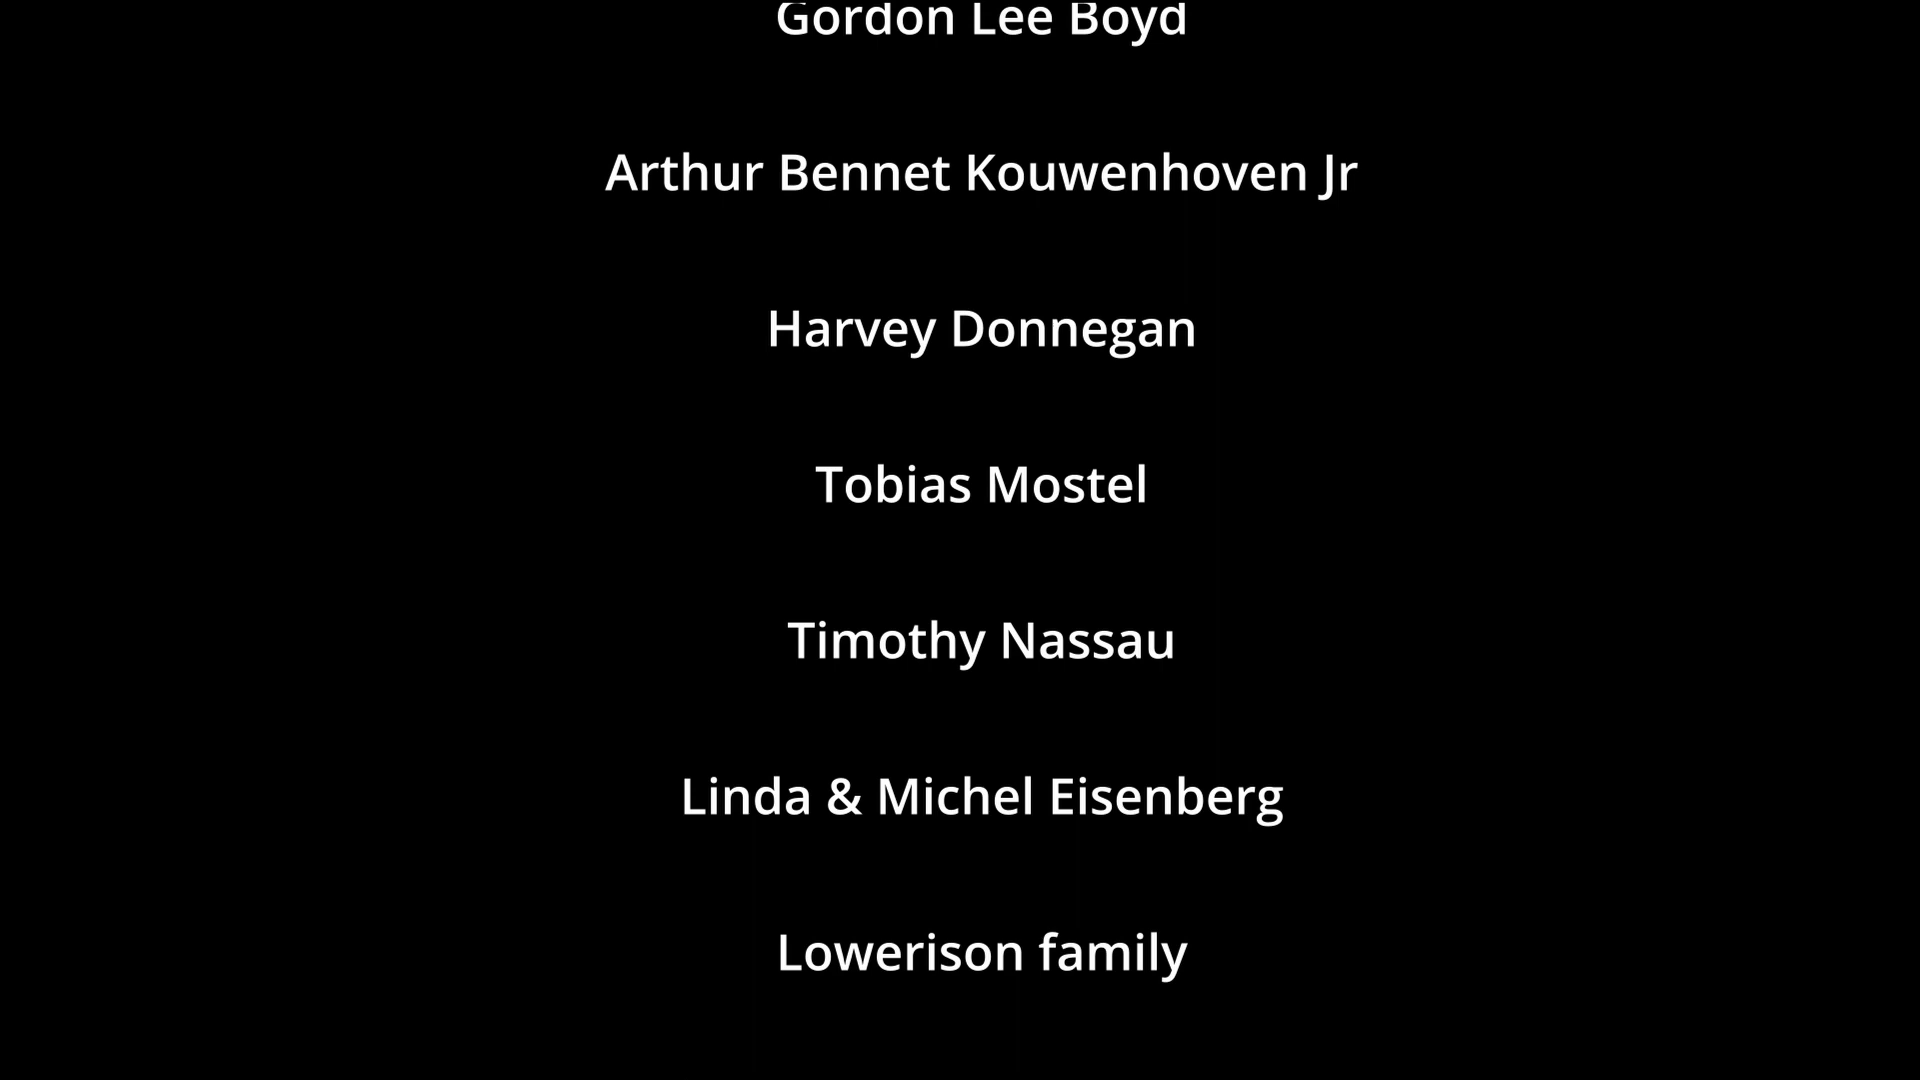 Gordon Lee Boyd
Arthur Bennet Kouwenhoven Jr
Harvey Donnegan
Tobias Mostel
Timothy Nassau
Linda & Michel Eisenberg
Lowerison family